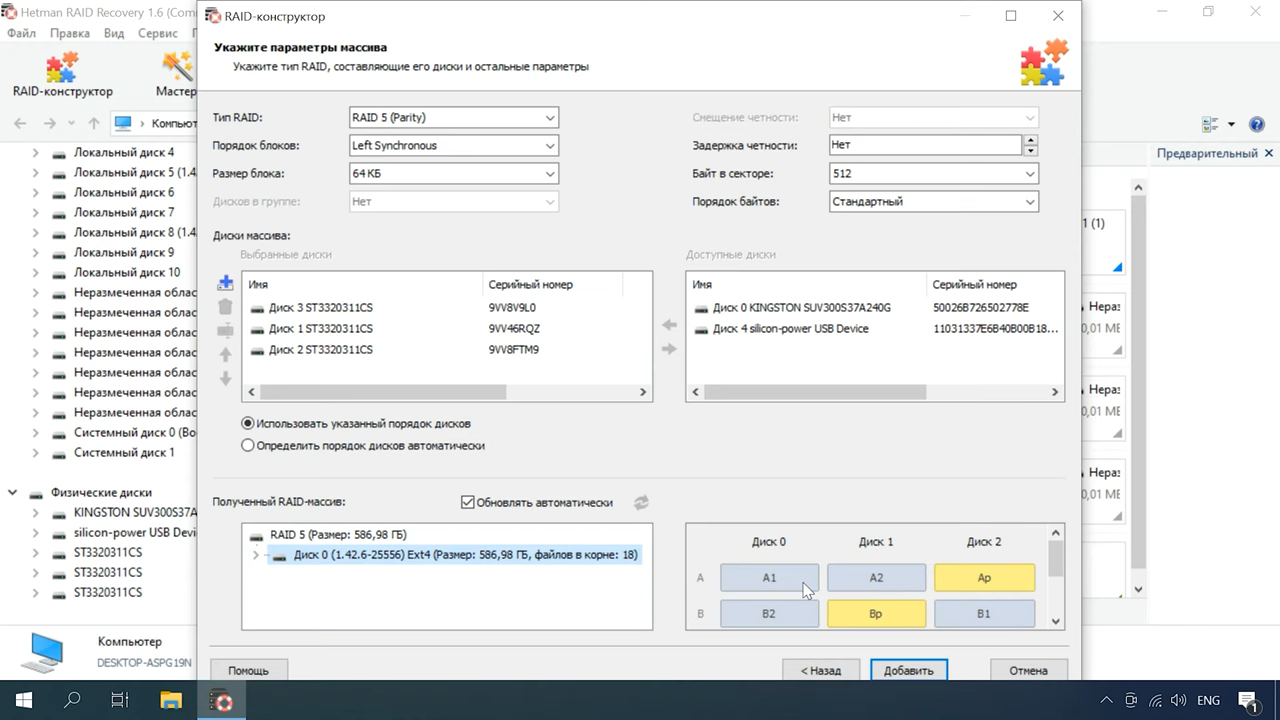 Hetman RAID Recovery 1.6 (Com
Файл Правка Вид Сервис
RAID-конструктор
Мастер
Компьют
Локальный диск 4
Локальный диск 5 (1.4
Локальный диск 6
Локальный диск 7
Локальный диск 8 (1.4
Локальный диск 9
Локальный диск 10
Неразмеченная облас
Неразмеченная облас
Неразмеченная облас
Неразмеченная облас
Неразмеченная облас
Неразмеченная облас
Неразмеченная облас
Системный диск 0 (Bo
Системный диск 1
Физические диски
KINGSTON SUV300S37A
silicon-power USB Devi
ST3320311CS
ST3320311CS
ST3320311CS
Компьютер
DESKTOP-ASPG19N
RAID-конструктор
Укажите параметры массива
Укажите тип RAID, составляющие его диски и остальные параметры
Тип RAID: RAID 5 (Parity)
Порядок блоков: Left Synchronous
Размер блока: 64 КБ
Дисков в группе: Нет
Смещение четности: Нет
Задержка четности: Нет
Байт в секторе: 512
Порядок байтов: Стандартный
Диски массива:
Выбранные диски
Имя Серийный номер
Диск 3 ST3320311CS 9VV8V9L0
Диск 1 ST3320311CS 9VV46RQZ
Диск 2 ST3320311CS 9VV8FTM9
Доступные диски
Имя Серийный номер
Диск 0 KINGSTON SUV300S37A240G 50026B726502778E
Диск 4 silicon-power USB Device 11031337E6B40B00B18...
Использовать указанный порядок дисков
Определить порядок дисков автоматически
Полученный RAID-массив:
Обновлять автоматически
RAID 5 (Размер: 586,98 ГБ)
Диск 0 (1.42.6-25556) Ext4 (Размер: 586,98 ГБ, файлов в корне: 18)
Диск 0 Диск 1 Диск 2
A A1 A2 Ap
B B2 Bp B1
Помощь
< Назад
Добавить
Отмена
Предварительный
1 (1)
Нераз
0,01 МБ
Нераз
0,01 МБ
Нераз
0,01 МБ
ENG
1